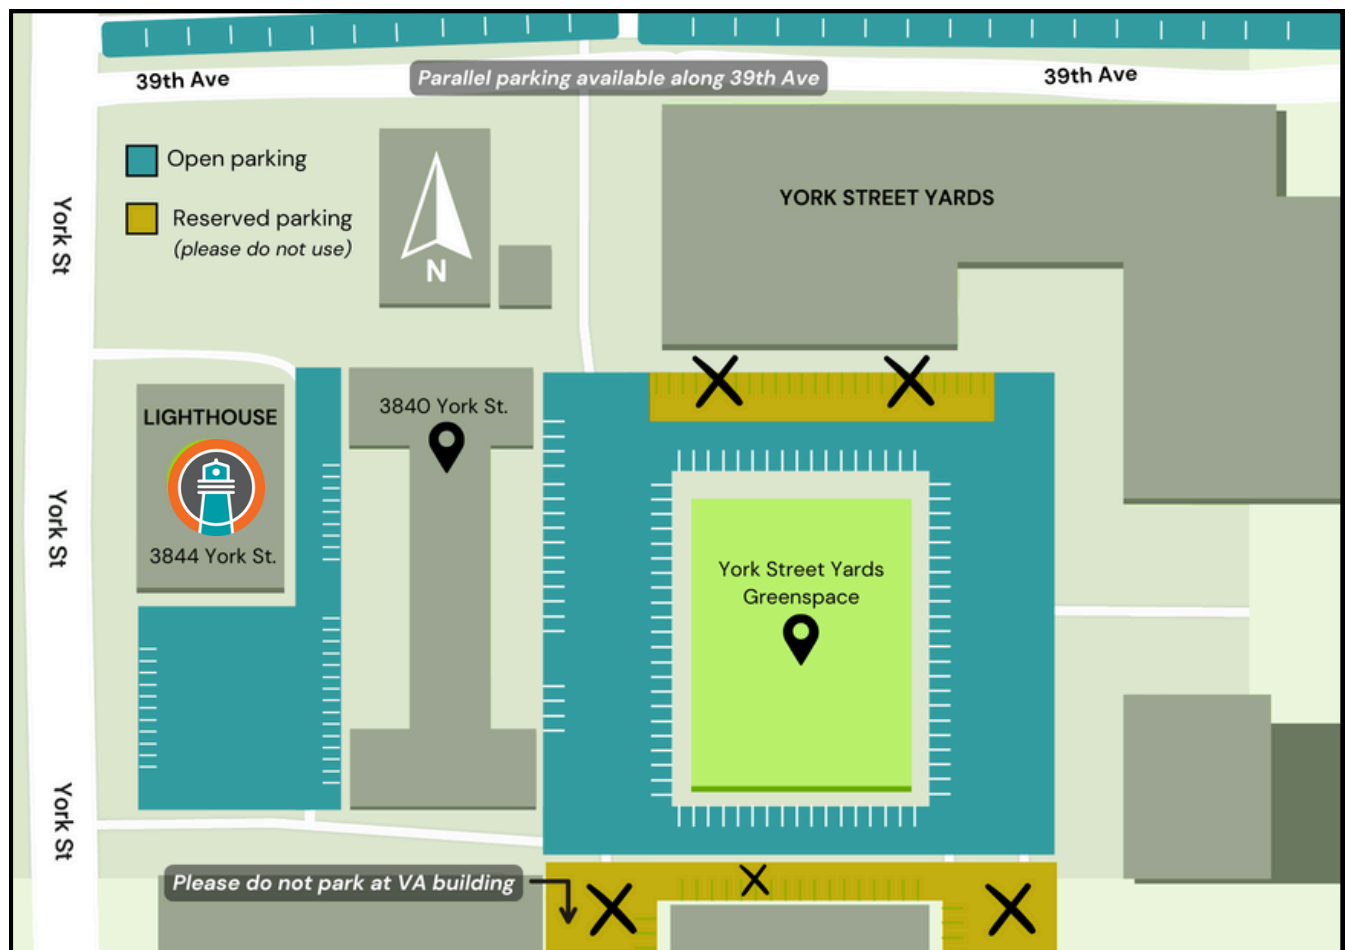 39th Ave
Parallel parking available along 39th Ave
39th Ave
Open parking
Reserved parking
(please do not use)
N
YORK STREET YARDS
York St
LIGHTHOUSE
3844 York St.
3840 York St.
York Street Yards
Greenspace
York St
York St
Please do not park at VA building